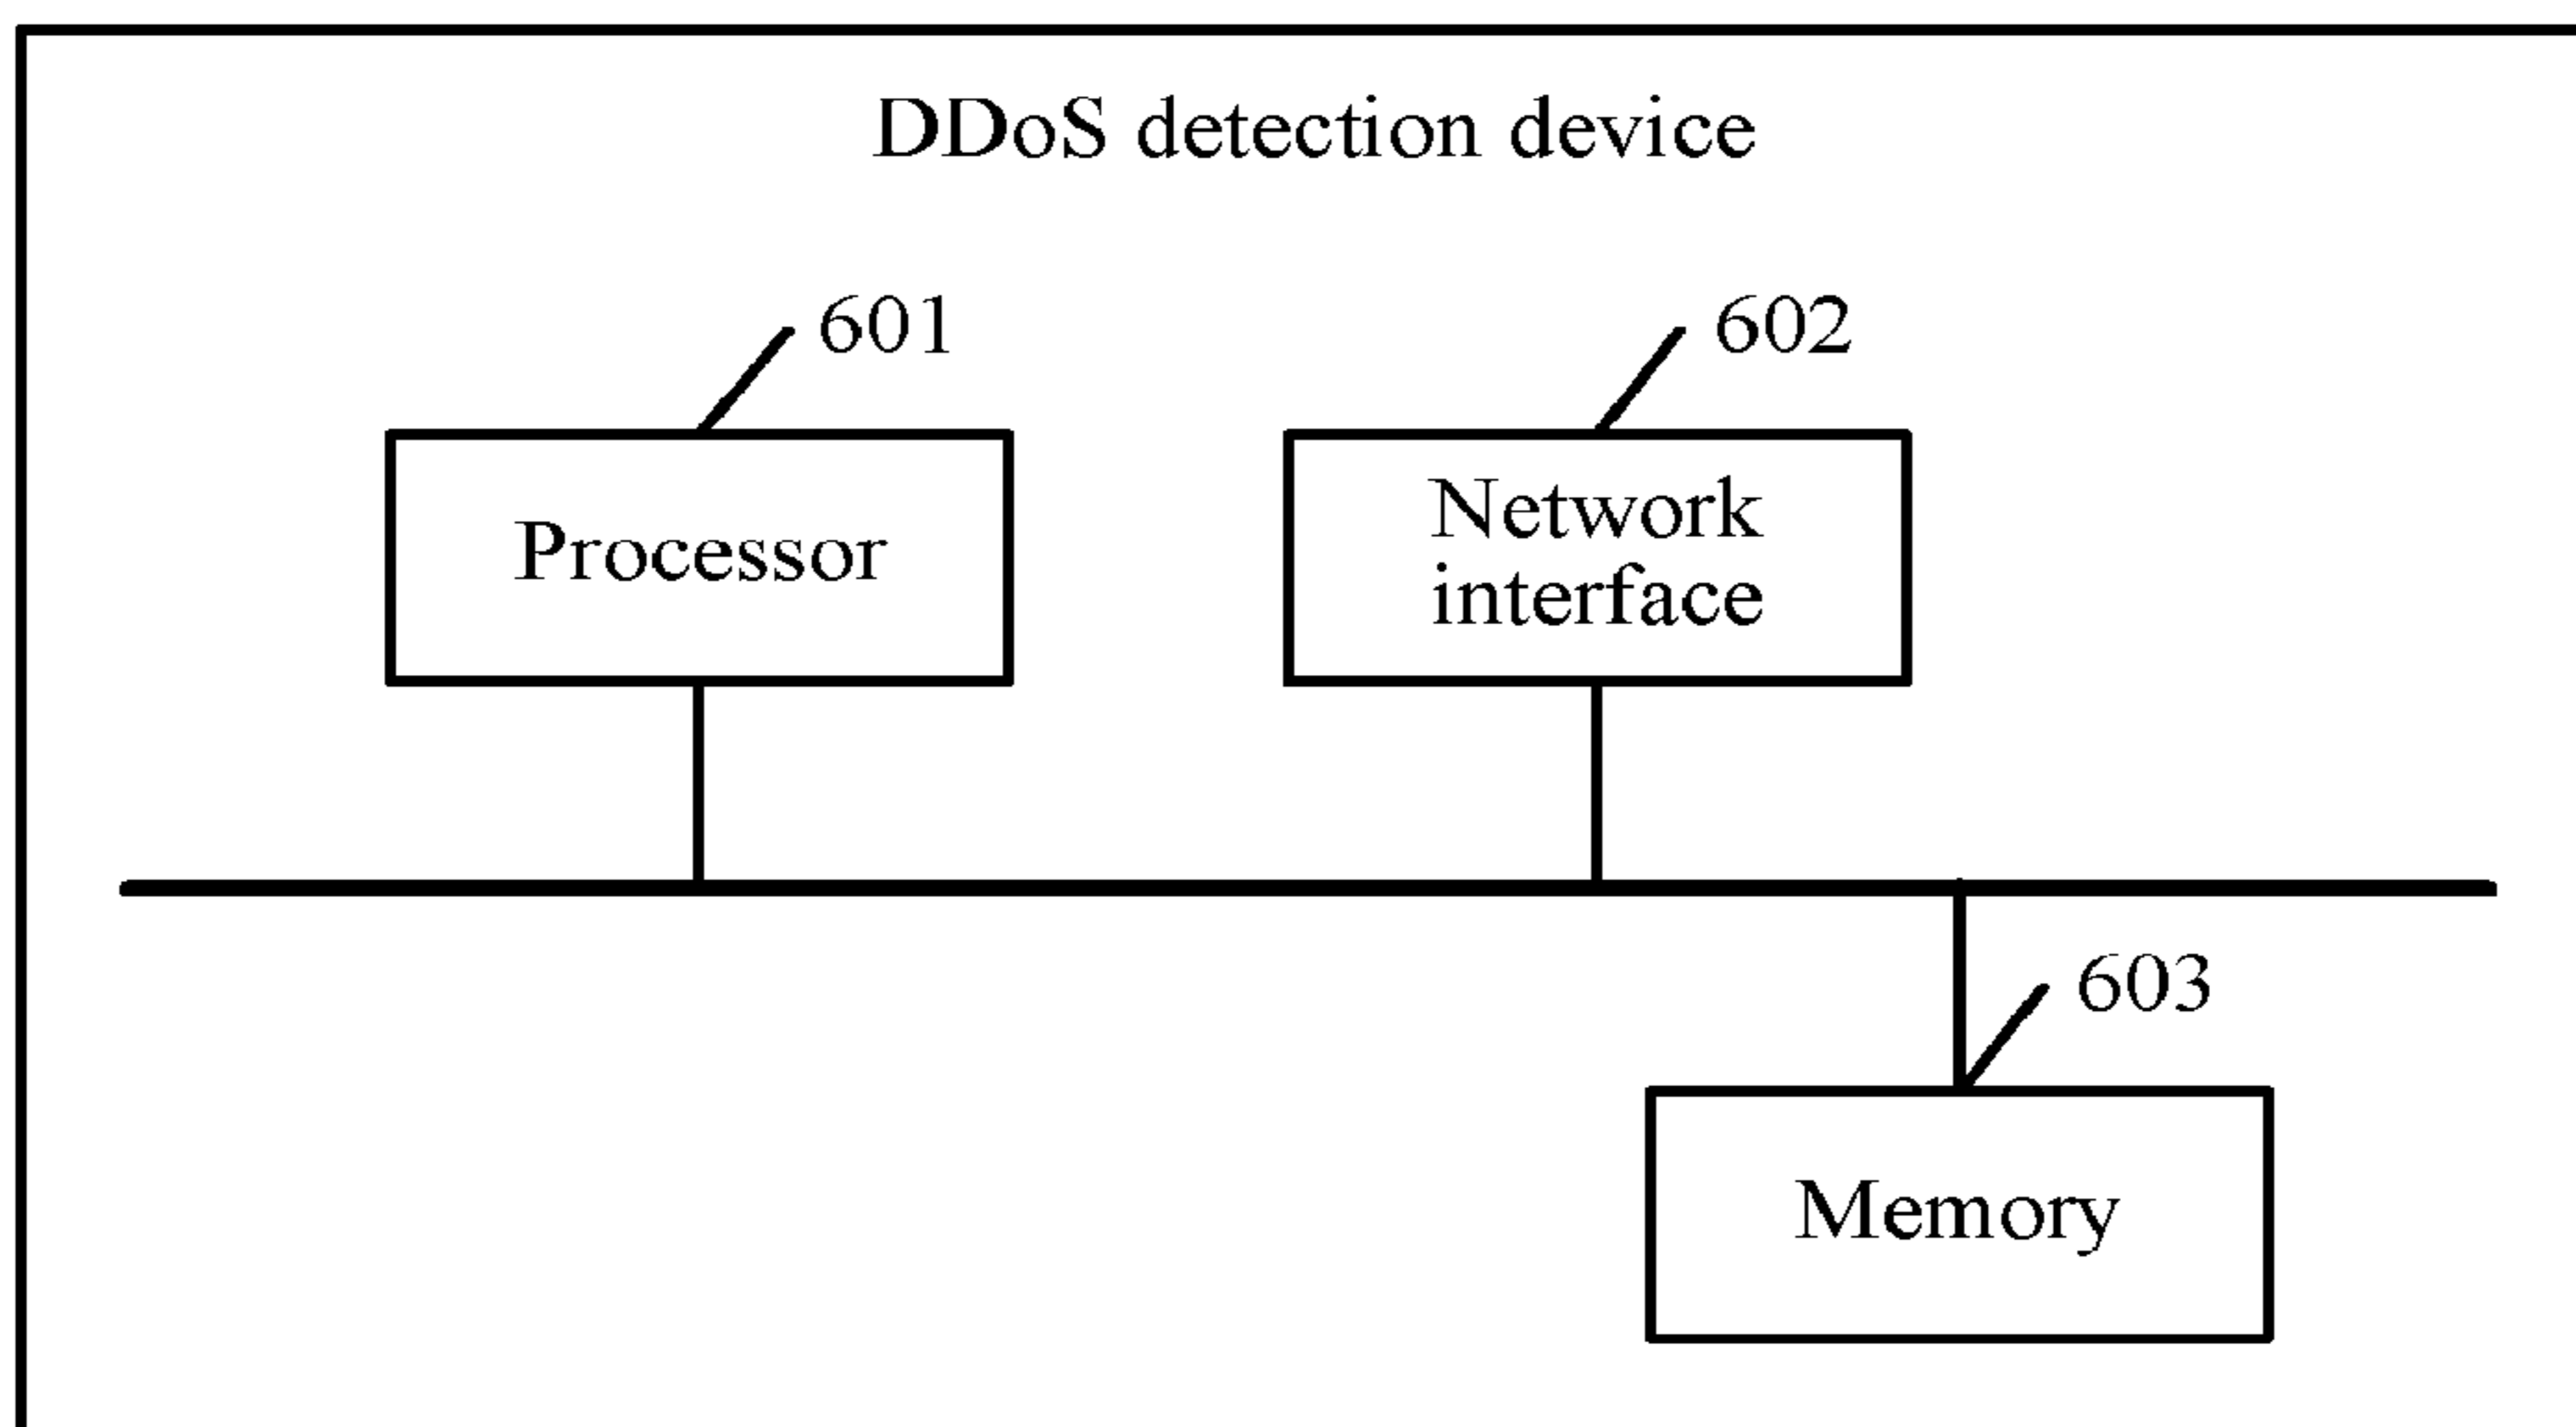 DDoS detection device
601
602
Processor
Network
interface
603
Memory